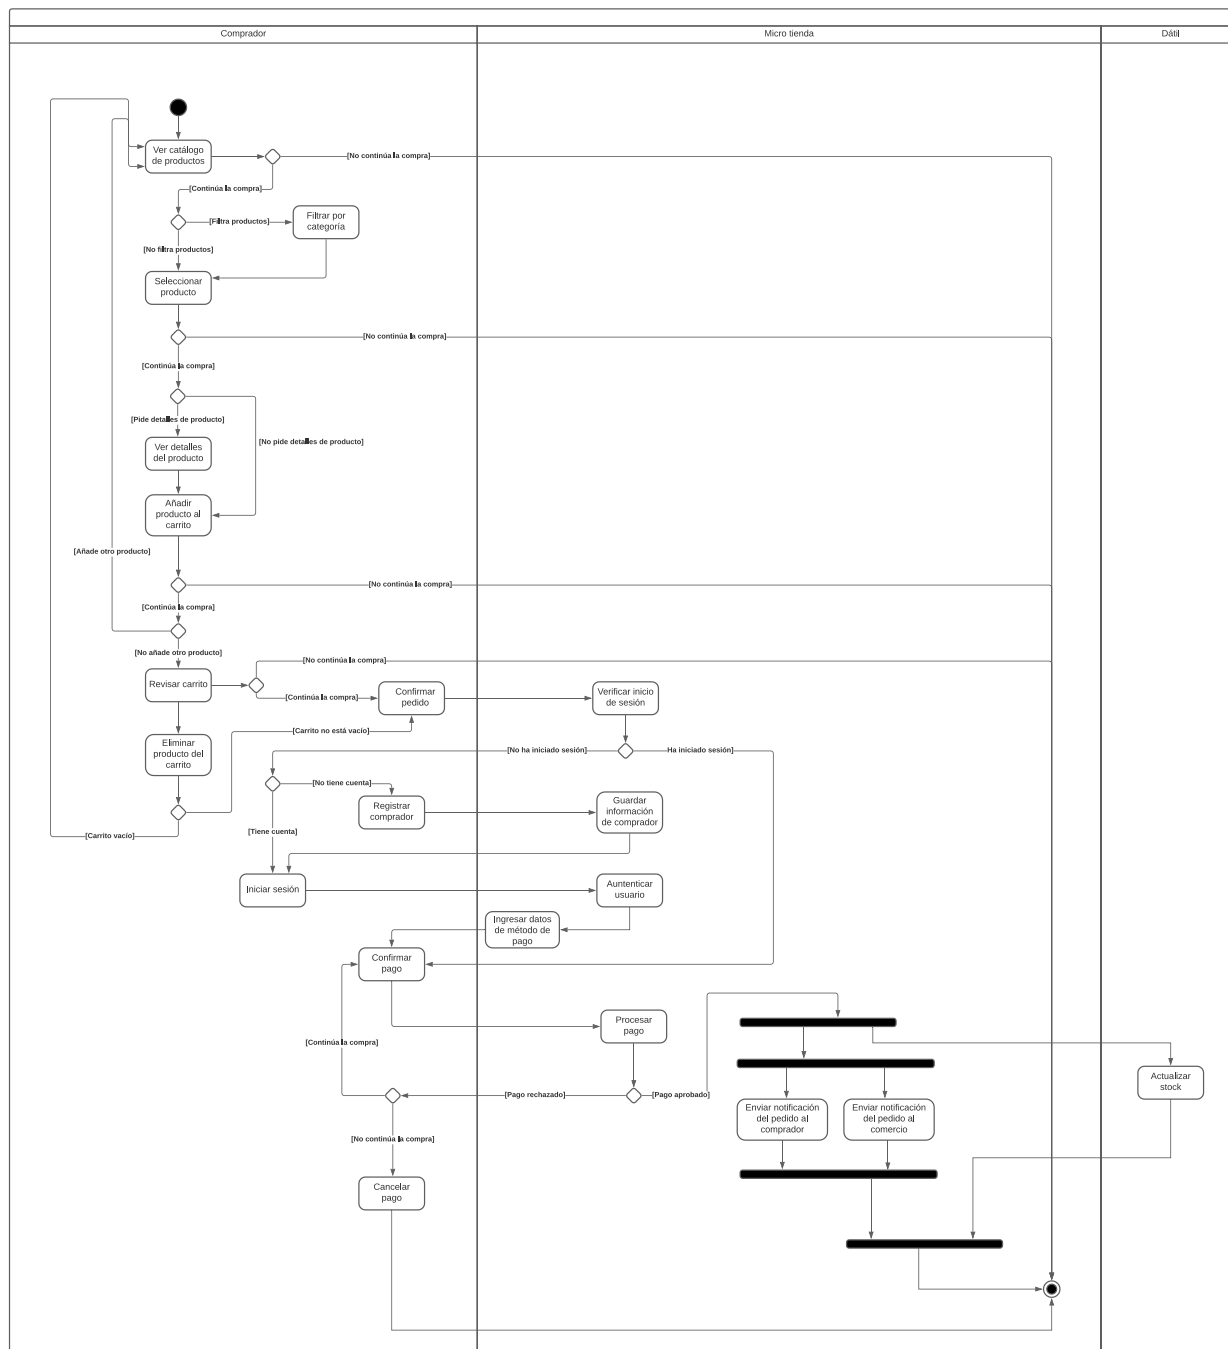 Comprador
Micro tienda
Dátil
Ver catálogo
de productos
[No continúa la compra]
[Continúa la compra]
[Filtra productos]
Filtrar por
categoría
[No filtra productos]
Seleccionar
producto
[No continúa la compra]
[Continúa la compra]
[Pide detalles de producto]
[No pide detalles de producto]
Ver detalles
del producto
Añadir
producto al
carrito
[Añade otro producto]
[No continúa la compra]
[Continúa la compra]
[No añade otro producto]
[No continúa la compra]
Revisar carrito
[Continúa la compra]
Confirmar
pedido
Verificar inicio
de sesión
[Carrito no está vacío]
Eliminar
producto del
carrito
[No ha iniciado sesión]
Ha iniciado sesión]
[No tiene cuenta]
Registrar
comprador
Guardar
información
de comprador
[Carrito vacío]
[Tiene cuenta]
Iniciar sesión
Auntenticar
usuario
Ingresar datos
de método de
pago
Confirmar
pago
Procesar
pago
[Continúa la compra]
[Pago rechazado]
[Pago aprobado]
Actualizar
stock
Enviar notificación
del pedido al
comprador
Enviar notificación
del pedido al
comercio
[No continúa la compra]
Cancelar
pago